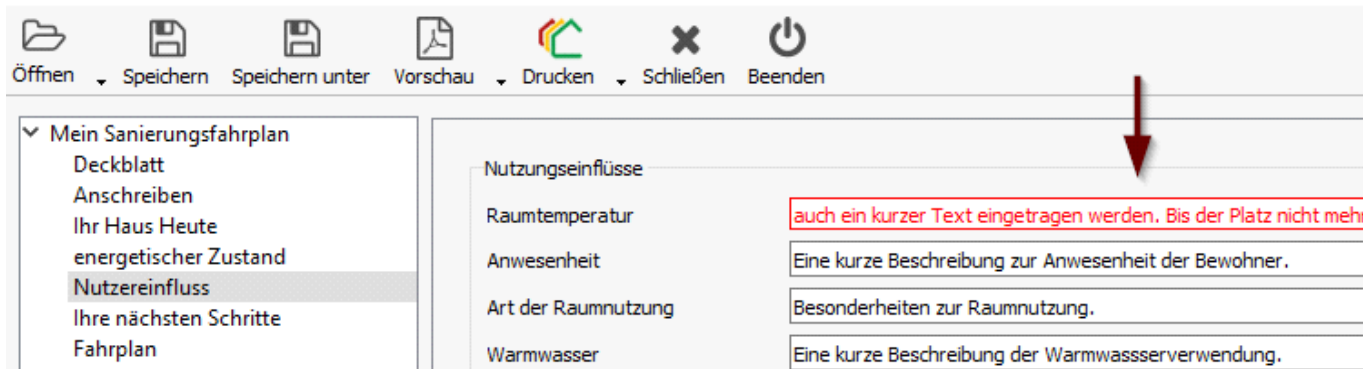 Öffnen Speichern Speichern unter Vorschau Drucken Schließen Beenden
Mein Sanierungsfahrplan
Deckblatt
Anschreiben
Ihr Haus Heute
energetischer Zustand
Nutzereinfluss
Ihre nächsten Schritte
Fahrplan
Nutzungseinflüsse
Raumtemperatur auch ein kurzer Text eingetragen werden. Bis der Platz nicht mehr
Anwesenheit Eine kurze Beschreibung zur Anwesenheit der Bewohner.
Art der Raumnutzung Besonderheiten zur Raumnutzung.
Warmwasser Eine kurze Beschreibung der Warmwassserverwendung.